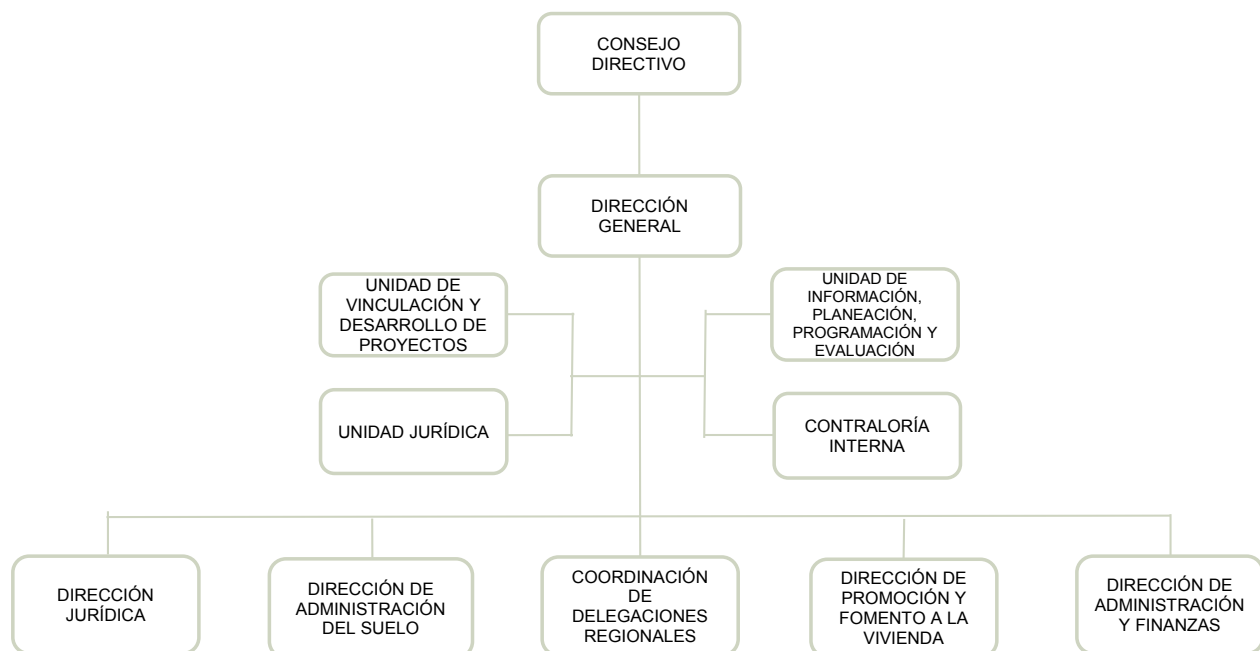 CONSEJO
DIRECTIVO
DIRECCIÓN
GENERAL
UNIDAD DE
VINCULACIÓN Y
DESARROLLO DE
PROYECTOS
UNIDAD DE
INFORMACIÓN,
PLANEACIÓN,
PROGRAMACIÓN Y
EVALUACIÓN
UNIDAD JURÍDICA
CONTRALORÍA
INTERNA
DIRECCIÓN
JURÍDICA
DIRECCIÓN DE
ADMINISTRACIÓN
DEL SUELO
COORDINACIÓN
DE
DELEGACIONES
REGIONALES
DIRECCIÓN DE
PROMOCIÓN Y
FOMENTO A LA
VIVIENDA
DIRECCIÓN DE
ADMINISTRACIÓN
Y FINANZAS